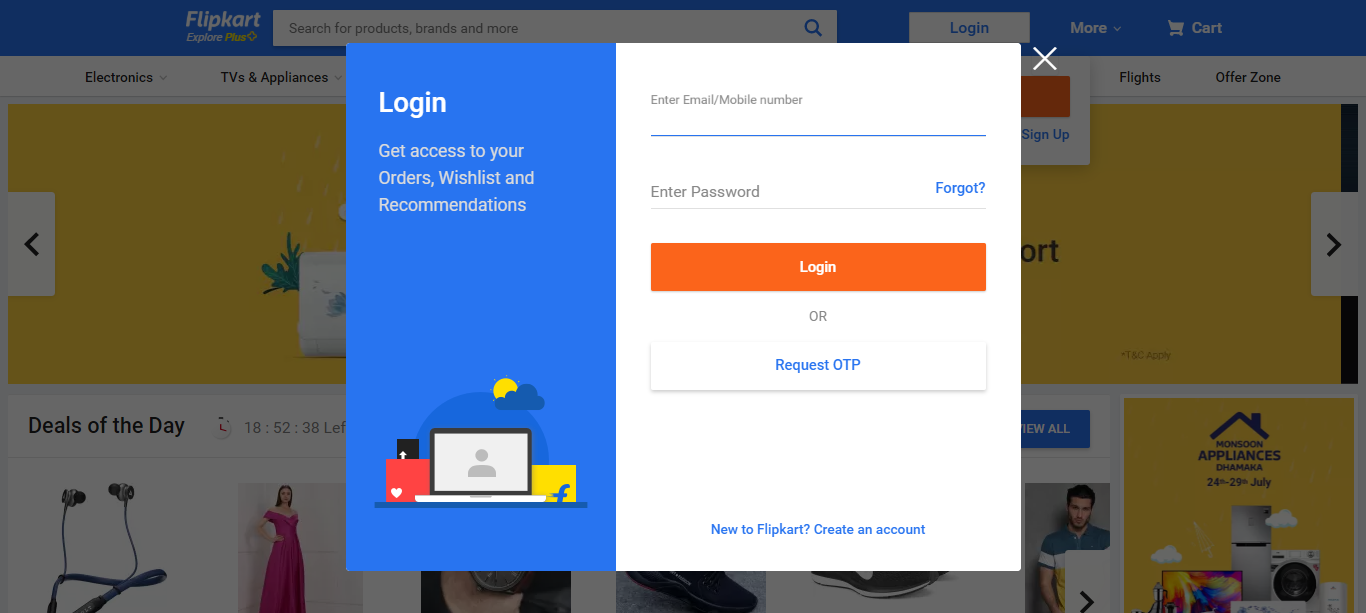 Flipkart
Explore Plus
Search for products, brands and more
Login
More
Cart
Electronics
TVs & Appliances
Flights
Offer Zone
Login
Get access to your
Orders, Wishlist and
Recommendations
Enter Email/Mobile number
Enter Password
Forgot?
Login
OR
Request OTP
New to Flipkart? Create an account
Sign Up
ort
*T&C Apply
Deals of the Day
18 : 52 : 38 Lef
VIEW ALL
MONSOON
APPLIANCES
DHAMAKA
24th-29th July